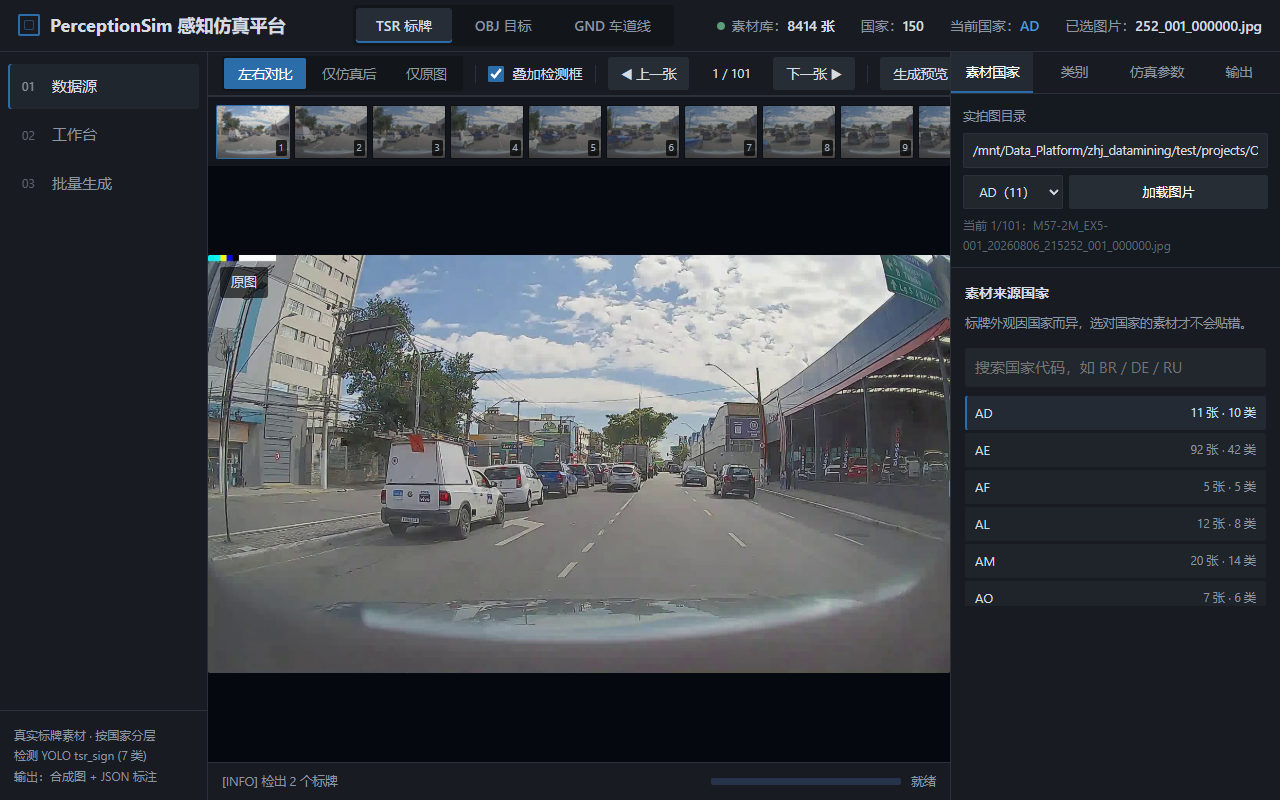 PerceptionSim 感知仿真平台
TSR 标牌
OBJ 目标
GND 车道线
素材库：8414 张
国家：150
当前国家：AD
已选图片：252_001_000000.jpg
01 数据源
02 工作台
03 批量生成
左右对比
仅仿真后
仅原图
叠加检测框
◀ 上一张
1 / 101
下一张 ▶
生成预览
1
2
3
4
5
6
7
8
9
原图
素材国家
类别
仿真参数
输出
实拍图目录
/mnt/Data_Platform/zhj_datamining/test/projects/C
AD（11）
加载图片
当前 1/101：M57-2M_EX5-
001_20260806_215252_001_000000.jpg
素材来源国家
标牌外观因国家而异，选对国家的素材才不会贴错。
搜索国家代码，如 BR / DE / RU
AD 11 张 · 10 类
AE 92 张 · 42 类
AF 5 张 · 5 类
AL 12 张 · 8 类
AM 20 张 · 14 类
AO 7 张 · 6 类
真实标牌素材 · 按国家分层
检测 YOLO tsr_sign (7 类)
输出：合成图 + JSON 标注
[INFO] 检出 2 个标牌
就绪